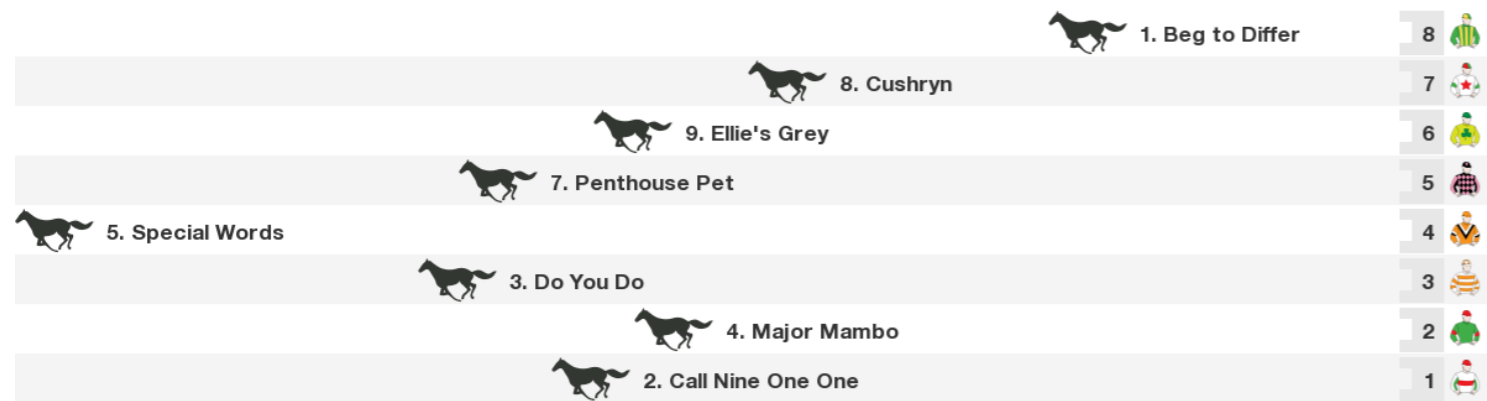 1. Beg to Differ 8
8. Cushryn 7
9. Ellie's Grey 6
7. Penthouse Pet 5
5. Special Words 4
3. Do You Do 3
4. Major Mambo 2
2. Call Nine One One 1